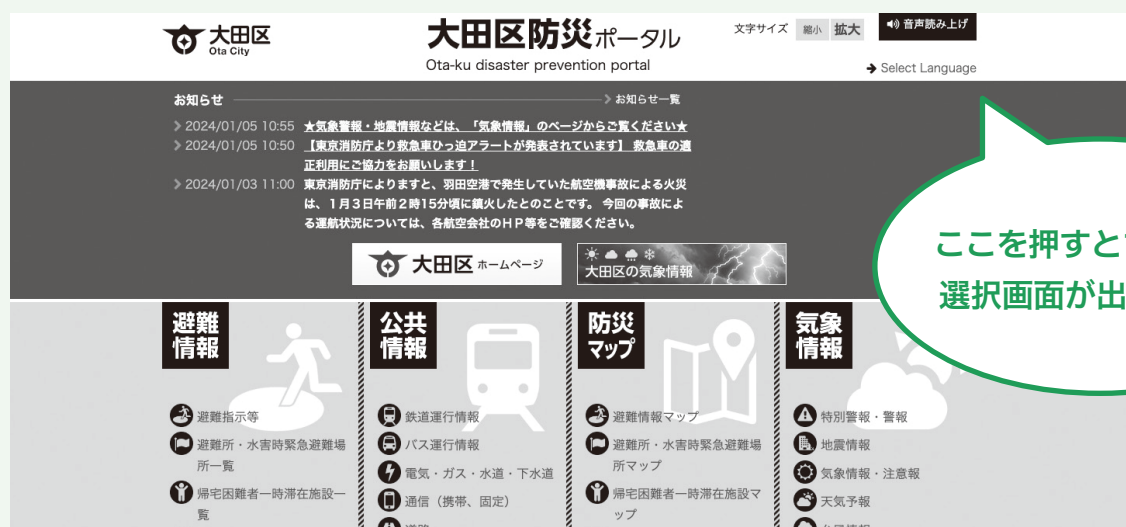 大田区
Ota City
大田区防災ポータル
Ota-ku disaster prevention portal
文字サイズ 縮小 拡大 音声読み上げ
Select Language
お知らせ お知らせ一覧
2024/01/05 10:55 ★気象警報・地震情報などは、「気象情報」のページからご覧ください★
2024/01/05 10:50 【東京消防庁より救急車ひっ迫アラートが発表されています】 救急車の適
正利用にご協力をお願いします！
2024/01/03 11:00 東京消防庁によりますと、羽田空港で発生していた航空機事故による火災
は、１月３日午前２時15分頃に鎮火したとのことです。 今回の事故によ
る運航状況については、各航空会社のＨＰ等をご確認ください。
大田区 ホームページ
大田区の気象情報
ここを押すと
選択画面が出
避難
情報
避難指示等
避難所・水害時緊急避難場
所一覧
帰宅困難者一時滞在施設一
覧
公共
情報
鉄道運行情報
バス運行情報
電気・ガス・水道・下水道
通信（携帯、固定）
道路
防災
マップ
避難情報マップ
避難所・水害時緊急避難場
所マップ
帰宅困難者一時滞在施設マ
ップ
気象
情報
特別警報・警報
地震情報
気象情報・注意報
天気予報
台風情報